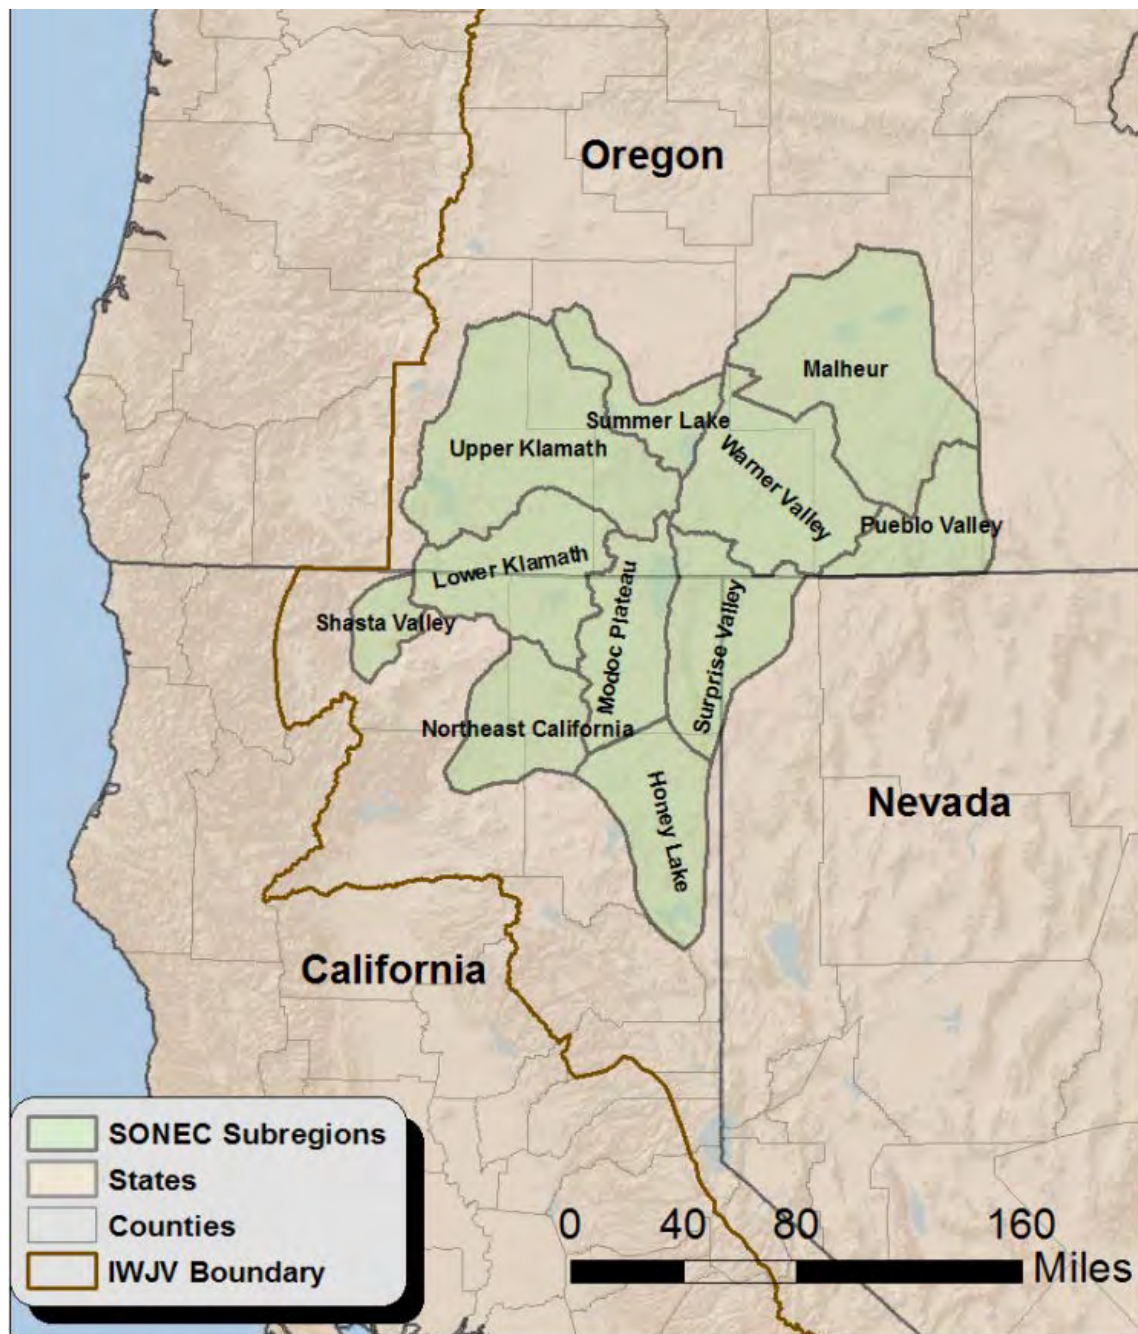 Oregon
Malheur
Summer Lake
Upper Klamath
Warner Valley
Pueblo Valley
Lower Klamath
Shasta Valley
Modoc Plateau
Surprise Valley
Northeast California
Honey Lake
Nevada
California
SONEC Subregions
States
Counties
IWJV Boundary
0 40 80 160
Miles